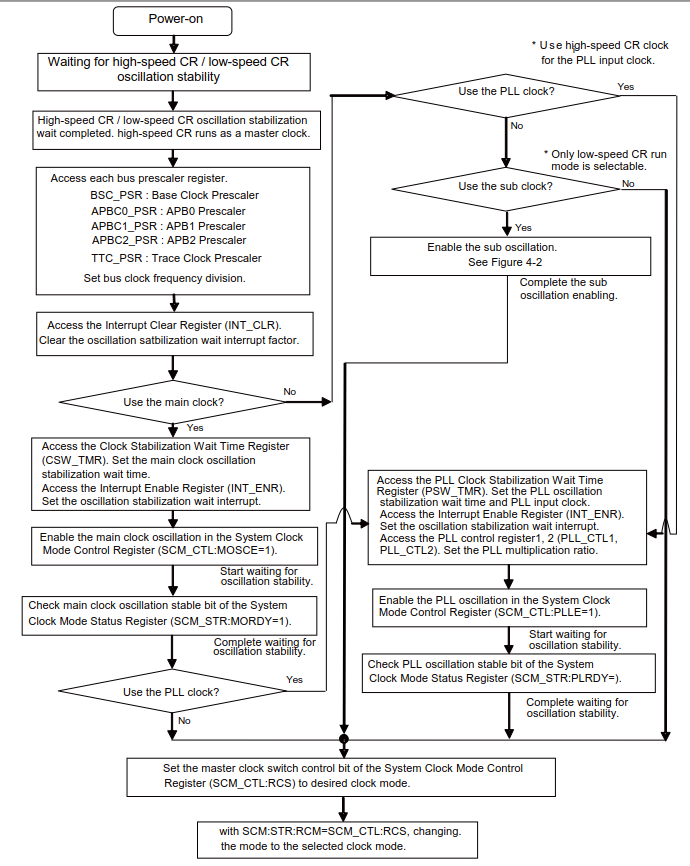 Power-on
Waiting for high-speed CR / low-speed CR
oscillation stability
High-speed CR / low-speed CR oscillation stabilization
wait completed. high-speed CR runs as a master clock.
Access each bus prescaler register.
BSC_PSR : Base Clock Prescaler
APBC0_PSR : APB0 Prescaler
APBC1_PSR : APB1 Prescaler
APBC2_PSR : APB2 Prescaler
TTC_PSR : Trace Clock Prescaler
Set bus clock frequency division.
Access the Interrupt Clear Register (INT_CLR).
Clear the oscillation satbilization wait interrupt factor.
Use the main clock?
No
Yes
Access the Clock Stabilization Wait Time Register
(CSW_TMR). Set the main clock oscillation
stabilization wait time.
Access the Interrupt Enable Register (INT_ENR).
Set the oscillation stabilization wait interrupt.
Enable the main clock oscillation in the System Clock
Mode Control Register (SCM_CTL:MOSCE=1).
Start waiting for
oscillation stability.
Check main clock oscillation stable bit of the System
Clock Mode Status Register (SCM_STR:MORDY=1).
Complete waiting for
oscillation stability.
Use the PLL clock?
Yes
No
* Use high-speed CR clock
for the PLL input clock.
Use the PLL clock?
Yes
No
* Only low-speed CR run
mode is selectable.
Use the sub clock?
No
Yes
Enable the sub oscillation.
See Figure 4-2
Complete the sub
oscillation enabling.
Access the PLL Clock Stabilization Wait Time
Register (PSW_TMR). Set the PLL oscillation
stabilization wait time and PLL input clock.
Access the Interrupt Enable Register (INT_ENR).
Set the oscillation stabilization wait interrupt.
Access the PLL control register1, 2 (PLL_CTL1,
PLL_CTL2). Set the PLL multiplication ratio.
Enable the PLL oscillation in the System Clock
Mode Control Register (SCM_CTL:PLLE=1).
Start waiting for
oscillation stability.
Check PLL oscillation stable bit of the System
Clock Mode Status Register (SCM_STR:PLRDY=).
Complete waiting for
oscillation stability.
Set the master clock switch control bit of the System Clock Mode Control
Register (SCM_CTL:RCS) to desired clock mode.
with SCM:STR:RCM=SCM_CTL:RCS, changing.
the mode to the selected clock mode.